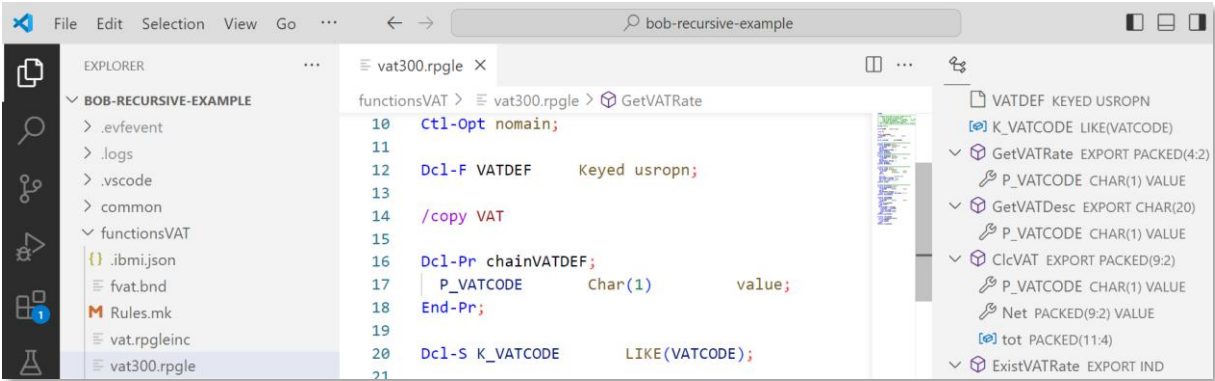 File Edit Selection View Go ··· ← → bob-recursive-example
EXPLORER ···
BOB-RECURSIVE-EXAMPLE
.evfevent
.logs
.vscode
common
functionsVAT
{} .ibmi.json
fvat.bnd
M Rules.mk
vat.rpgleinc
vat300.rpgle
1
vat300.rpgle × ···
functionsVAT > vat300.rpgle > GetVATRate
10 Ctl-Opt nomain;
11
12 Dcl-F VATDEF Keyed usropn;
13
14 /copy VAT
15
16 Dcl-Pr chainVATDEF;
17 P_VATCODE Char(1) value;
18 End-Pr;
19
20 Dcl-S K_VATCODE LIKE(VATCODE);
21
VATDEF KEYED USROPN
K_VATCODE LIKE(VATCODE)
GetVATRate EXPORT PACKED(4:2)
P_VATCODE CHAR(1) VALUE
GetVATDesc EXPORT CHAR(20)
P_VATCODE CHAR(1) VALUE
ClcVAT EXPORT PACKED(9:2)
P_VATCODE CHAR(1) VALUE
Net PACKED(9:2) VALUE
tot PACKED(11:4)
ExistVATRate EXPORT IND